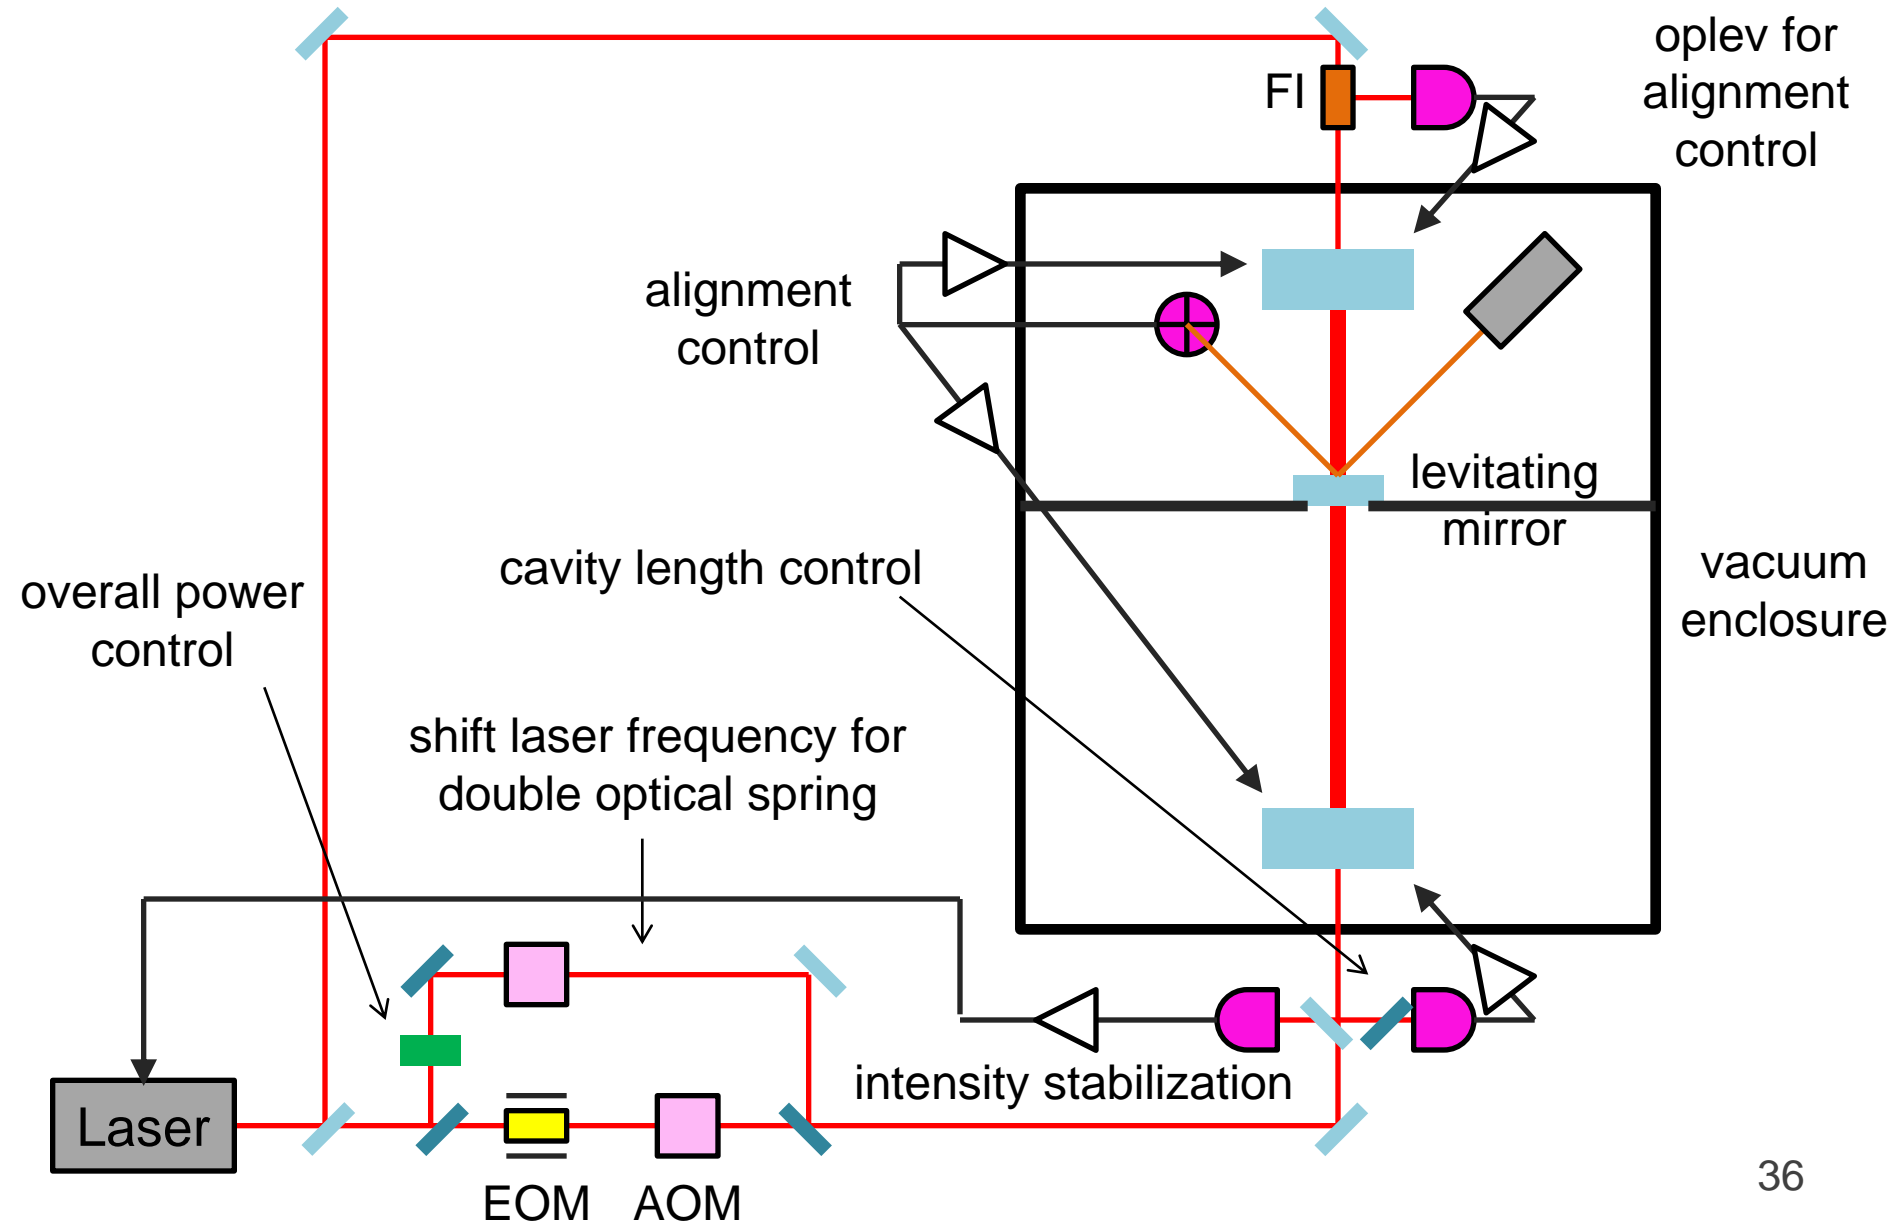 oplev for
alignment
control
FI
alignment
control
levitating
mirror
vacuum
enclosure
cavity length control
overall power
control
shift laser frequency for
double optical spring
intensity stabilization
Laser
EOM
AOM
36